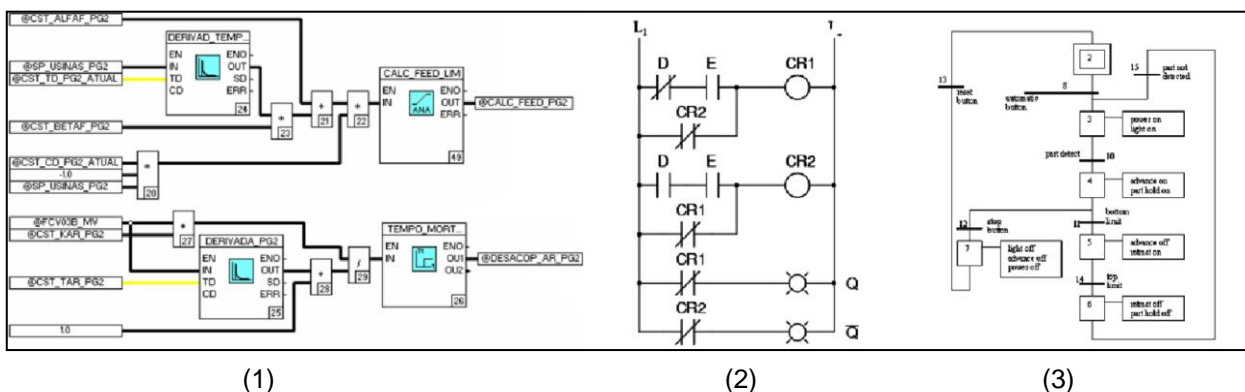 @CST_ALFAF_PG2
DERIVAD_TEMP...
EN ENO
IN OUT
TD SD
CD ERR
24
@SP_USINAS_PG2
@CST_TD_PG2_ATUAL
@CST_BETAF_PG2
*
23
+
21
+
22
CALC_FEED_LIM
EN ENO
IN OUT
ANA ERR
49
@CALC_FEED_PG2
@CST_CD_PG2_ATUAL
-1.0
@SP_USINAS_PG2
*
20
@FCV03B_MV
@CST_KAR_PG2
*
27
DERIVADA_PG2
EN ENO
IN OUT
TD SD
CD ERR
25
@CST_TAR_PG2
1.0
+
28
/
29
TEMPO_MORT...
EN ENO
IN OU1
OU2
26
@DESACOP_AR_PG2
(1)
L1
D E CR1
CR2
D E CR2
CR1
CR1
Q
CR2
Q
(2)
2
13
reset
button
8
automatic
button
15
part not
detected
3
power on
light on
part detect
10
4
advance on
part hold on
12
stop
button
11
bottom
limit
7
light off
advance off
power off
5
advance off
retract on
14
top
limit
6
retract off
part hold off
(3)